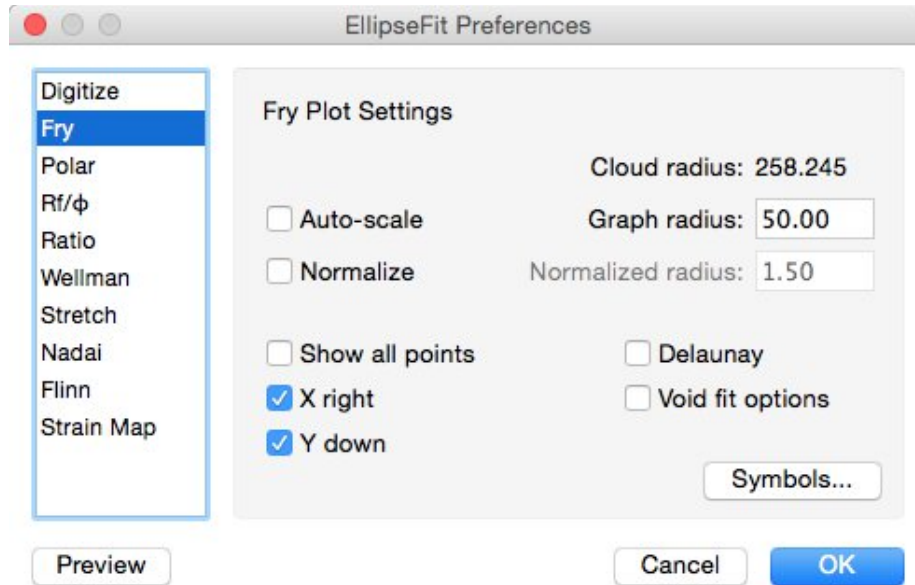 EllipseFit Preferences
Digitize
Fry
Polar
Rf/ϕ
Ratio
Wellman
Stretch
Nadai
Flinn
Strain Map
Fry Plot Settings
Cloud radius: 258.245
Auto-scale
Graph radius: 50.00
Normalize
Normalized radius: 1.50
Show all points
Delaunay
X right
Void fit options
Y down
Symbols...
Preview
Cancel
OK